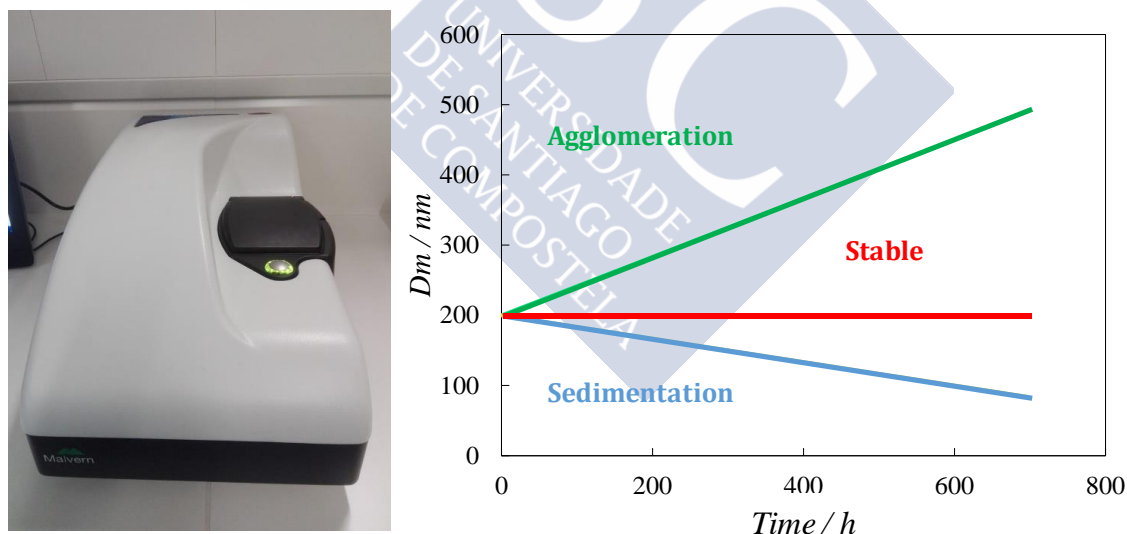 Malvern
600
500
400
300
200
100
0
0
200
400
600
800
Dm / nm
Time / h
Agglomeration
Stable
Sedimentation
UNIVERSIDADE
DE SANTIAGO
DE COMPOSTELA